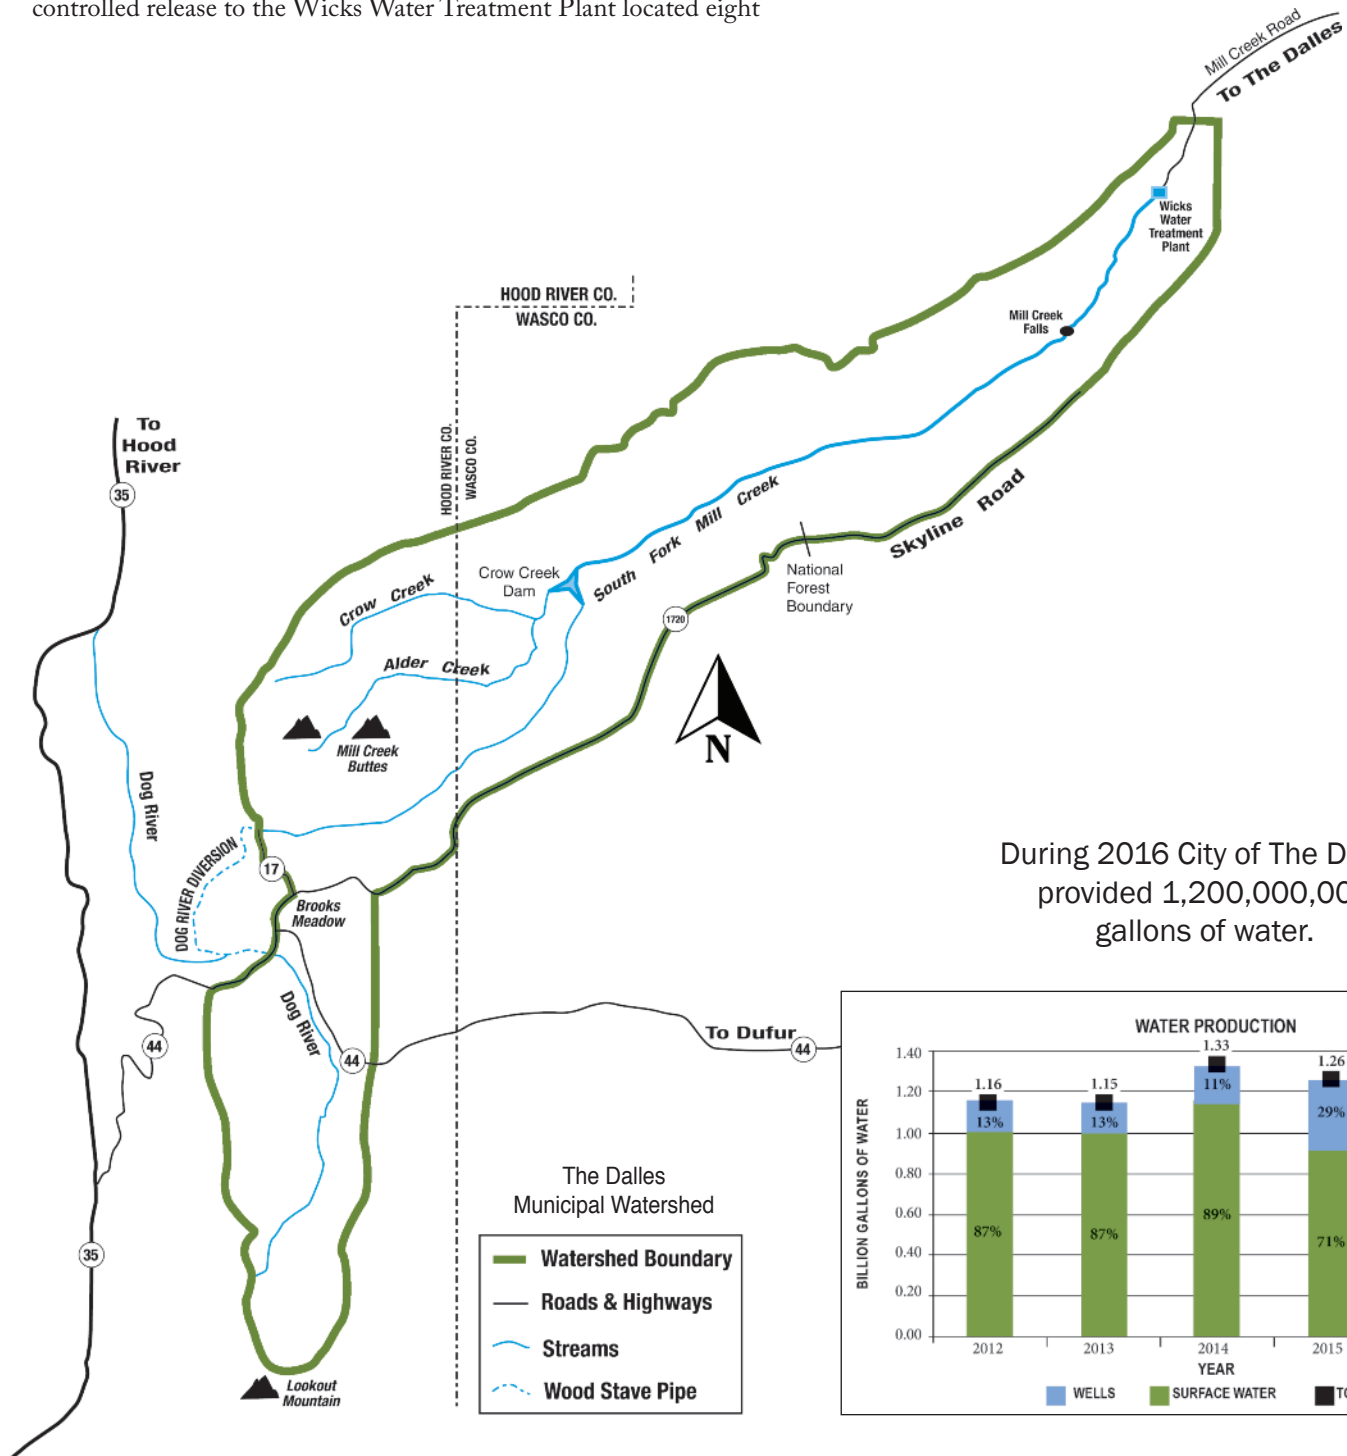 controlled release to the Wicks Water Treatment Plant located eight
Mill Creek Road
To The Dalles
Wicks
Water
Treatment
Plant
Mill Creek
Falls
HOOD RIVER CO.
WASCO CO.
To
Hood
River
35
HOOD RIVER CO.
WASCO CO.
South Fork Mill Creek
Skyline Road
Crow Creek
Dam
Crow Creek
National
Forest
Boundary
1720
Alder Creek
Mill Creek
Buttes
N
Dog River
DOG RIVER DIVERSION
17
Brooks
Meadow
Dog River
44
44
To Dufur
44
35
Lookout
Mountain
The Dalles
Municipal Watershed
Watershed Boundary
Roads & Highways
Streams
Wood Stave Pipe
During 2016 City of The D
provided 1,200,000,00
gallons of water.
WATER PRODUCTION
BILLION GALLONS OF WATER
1.40
1.20
1.00
0.80
0.60
0.40
0.20
0.00
1.16
13%
87%
1.15
13%
87%
1.33
11%
89%
1.26
29%
71%
2012
2013
2014
2015
YEAR
WELLS
SURFACE WATER
TO